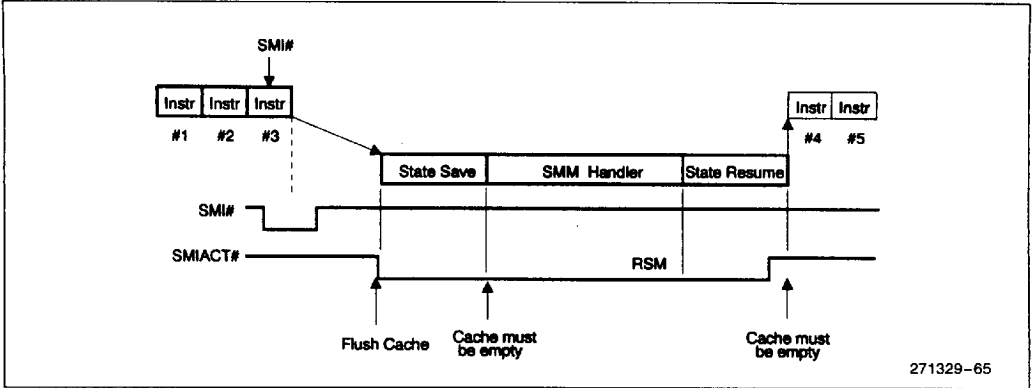 SMI#
Instr Instr Instr
#1 #2 #3
Instr Instr
#4 #5
State Save SMM Handler State Resume
SMI#
SMIACT#
RSM
Flush Cache
Cache must
be empty
Cache must
be empty
271329-65